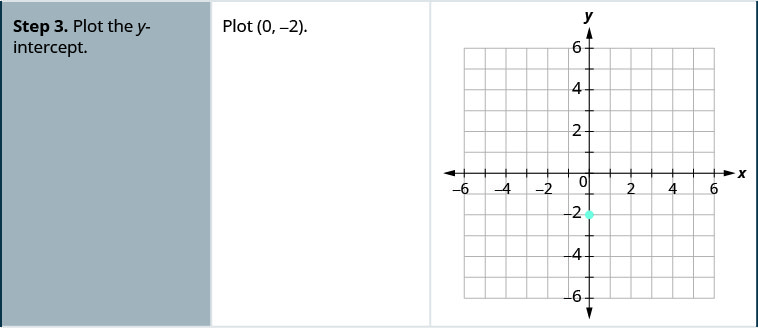 Step 3. Plot the y-
intercept.
Plot (0, –2).
y
6
4
2
0
–6
–4
–2
2
4
6
x
–2
–4
–6